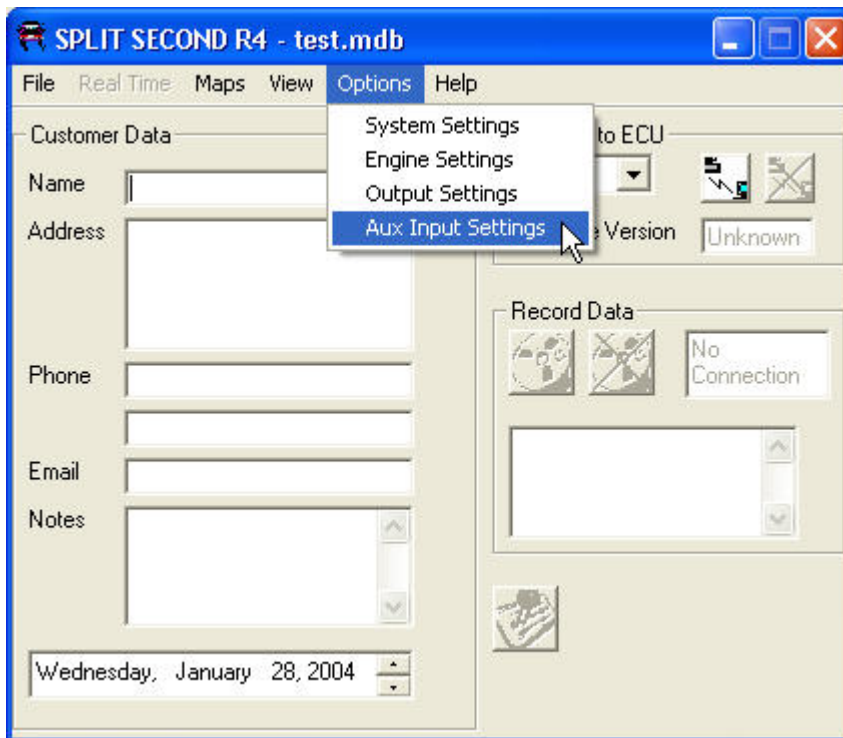 SPLIT SECOND R4 - test.mdb
File Real Time Maps View Options Help
System Settings
Engine Settings
Output Settings
Aux Input Settings
Customer Data
Name
Address
Phone
Email
Notes
Wednesday, January 28, 2004
to ECU
Version
Unknown
Record Data
No
Connection